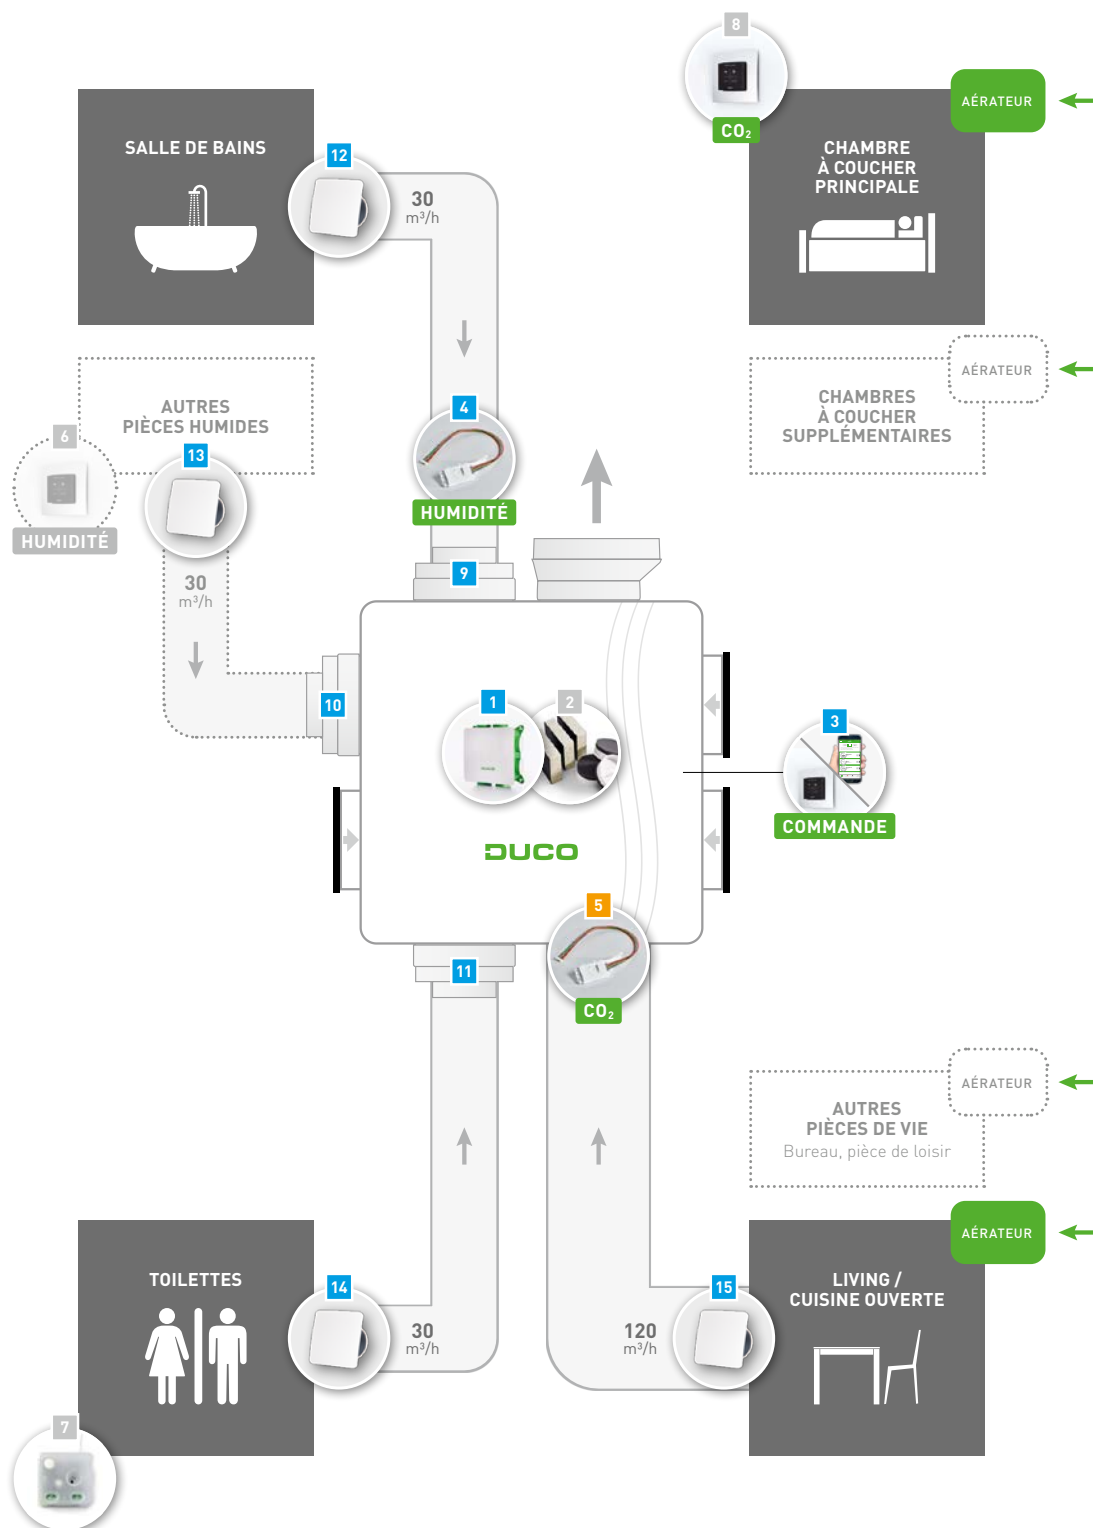 8
AÉRATEUR
CO₂
SALLE DE BAINS
12
30
m³/h
CHAMBRE
À COUCHER
PRINCIPALE
AUTRES
PIÈCES HUMIDES
6
13
HUMIDITÉ
30
m³/h
4
HUMIDITÉ
9
AÉRATEUR
CHAMBRES
À COUCHER
SUPPLÉMENTAIRES
10
1
2
3
COMMANDE
DUCO
5
CO₂
11
AÉRATEUR
AUTRES
PIÈCES DE VIE
Bureau, pièce de loisir
AÉRATEUR
TOILETTES
14
30
m³/h
15
120
m³/h
LIVING /
CUISINE OUVERTE
7